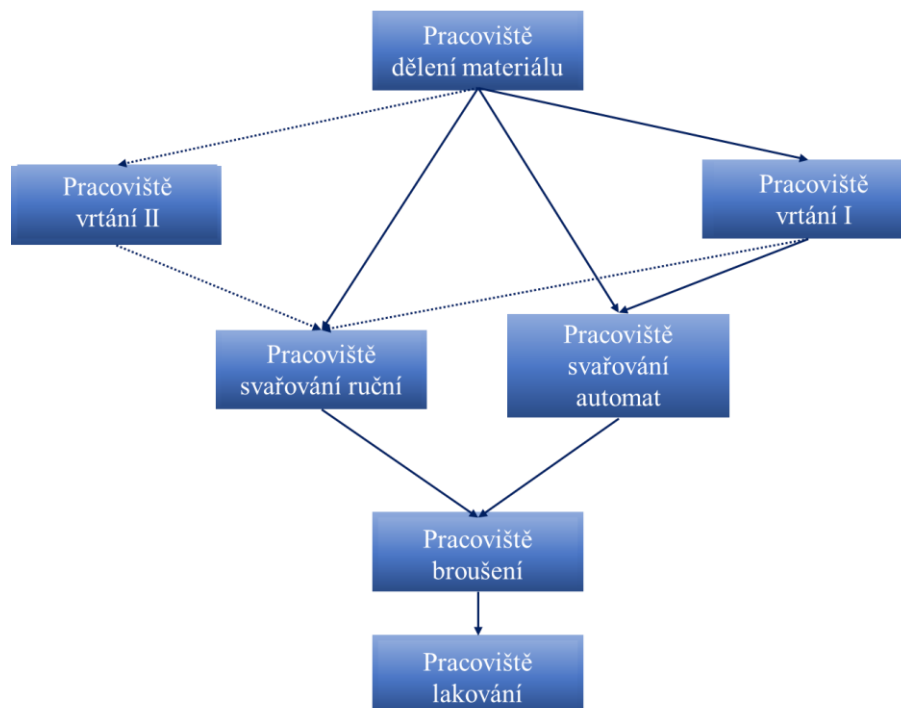 Pracoviště
dělení materiálu
Pracoviště
vrtání II
Pracoviště
vrtání I
Pracoviště
svařování ruční
Pracoviště
svařování
automat
Pracoviště
broušení
Pracoviště
lakování